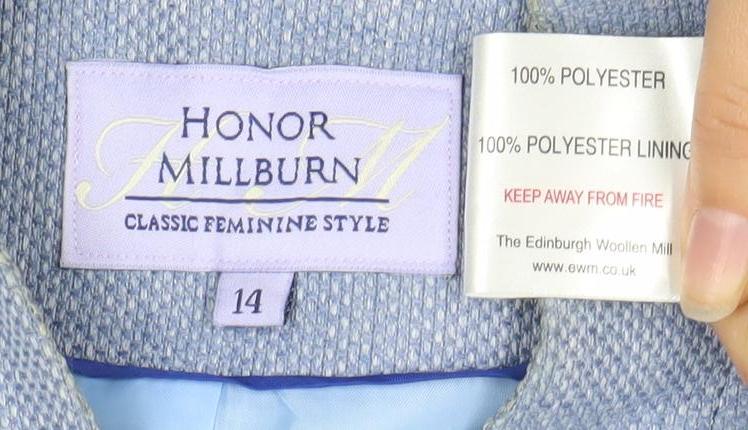 HM
HONOR
MILLBURN
CLASSIC FEMININE STYLE
14
100% POLYESTER
100% POLYESTER LINING
KEEP AWAY FROM FIRE
The Edinburgh Woollen Mill
www.ewm.co.uk